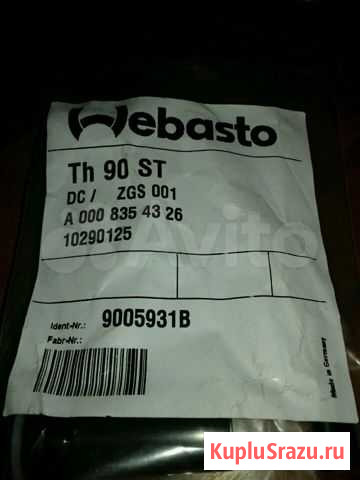 Webasto
Th 90 ST
DC / ZGS 001
A 000 835 43 26
10290125
Avito
Ident-Nr.: 9005931B
Fabr-Nr.:
Made in Germany
KupluSrazu.ru